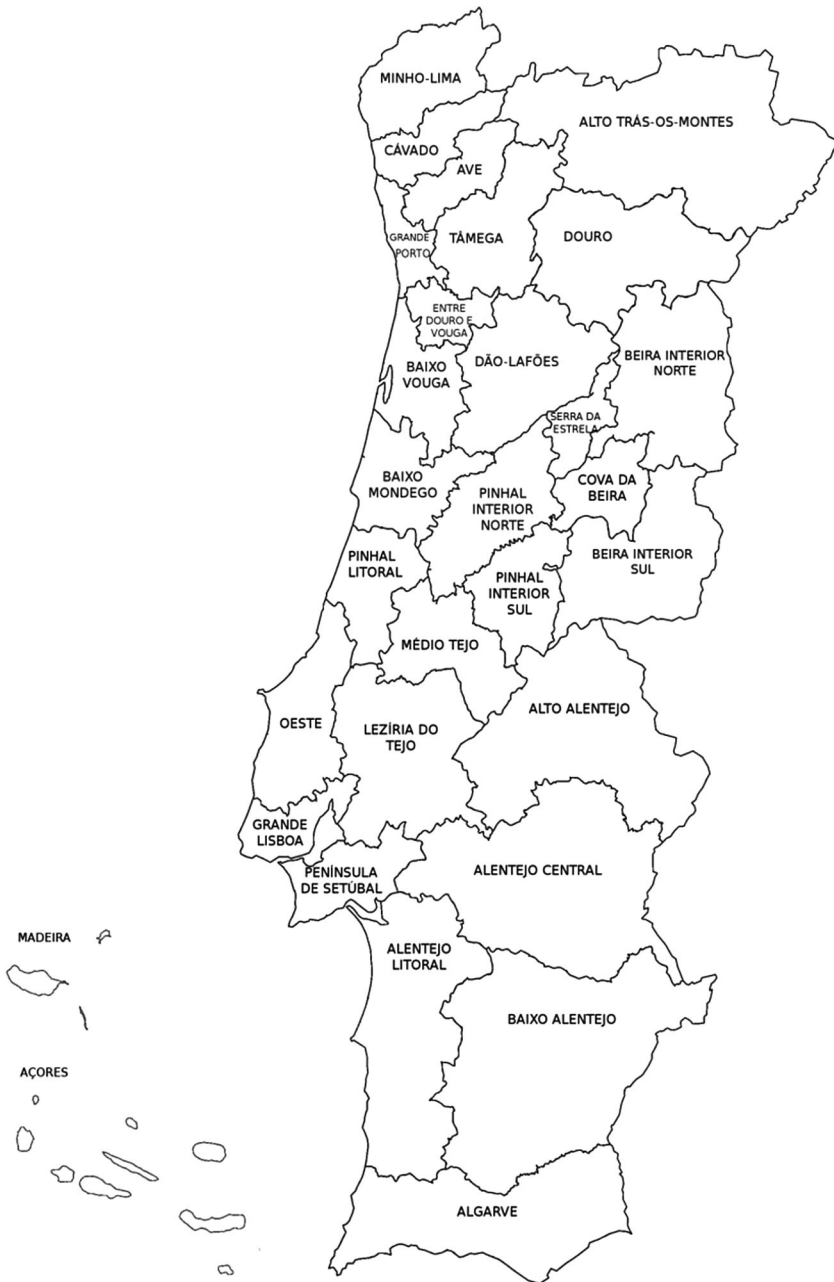 MINHO-LIMA
ALTO TRÁS-OS-MONTES
CÁVADO
AVE
GRANDE
PORTO
TÂMEGA
DOURO
ENTRE
DOURO E
VOUGA
BAIXO
VOUGA
DÃO-LAFÕES
BEIRA INTERIOR
NORTE
SERRA DA
ESTRELA
BAIXO
MONDEGO
PINHAL
INTERIOR
NORTE
COVA DA
BEIRA
PINHAL
LITORAL
PINHAL
INTERIOR
SUL
BEIRA INTERIOR
SUL
MÉDIO TEJO
OESTE
LEZÍRIA DO
TEJO
ALTO ALENTEJO
GRANDE
LISBOA
PENÍNSULA
DE SETÚBAL
ALENTEJO CENTRAL
MADEIRA
ALENTEJO
LITORAL
BAIXO ALENTEJO
AÇORES
ALGARVE